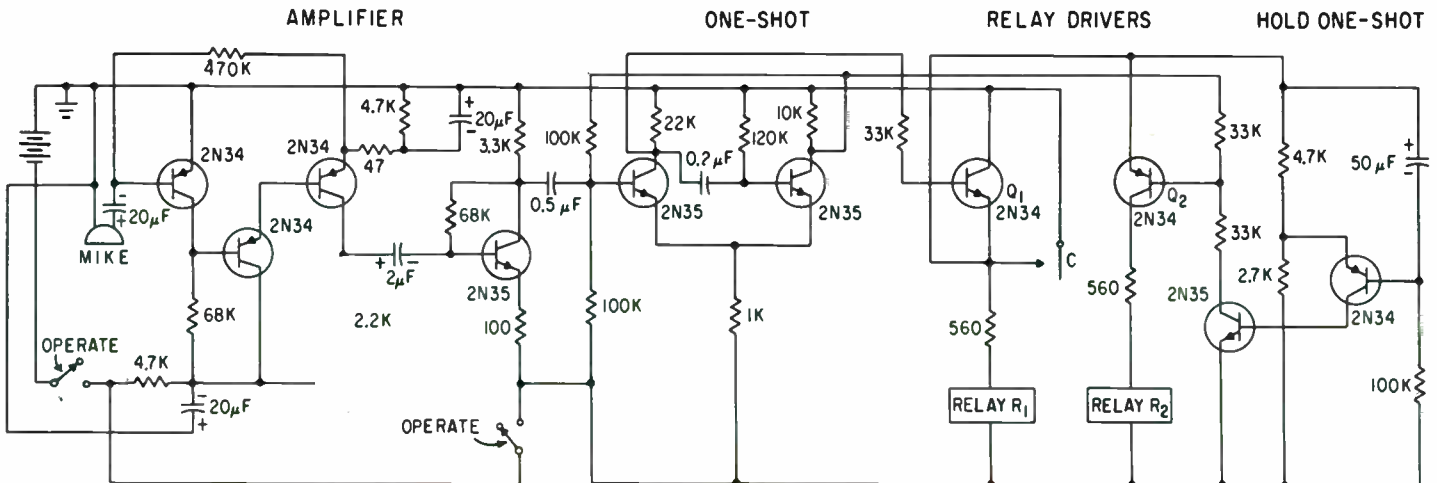 AMPLIFIER
ONE-SHOT
RELAY DRIVERS
HOLD ONE-SHOT
470K
4.7K
+
20µF
-
2N34
2N34
47
3.3K
100K
22K
120K
10K
33K
33K
4.7K
+
50µF
-
0.2µF
-
20µF
+
MIKE
2N34
68K
0.5µF
2N35
2N35
Q1
2N34
Q2
2N34
33K
+ 2µF -
2N35
2.2K
100
100K
1K
560
560
2N35
2.7K
2N34
C
68K
OPERATE
4.7K
-
20µF
+
OPERATE
RELAY R1
RELAY R2
100K